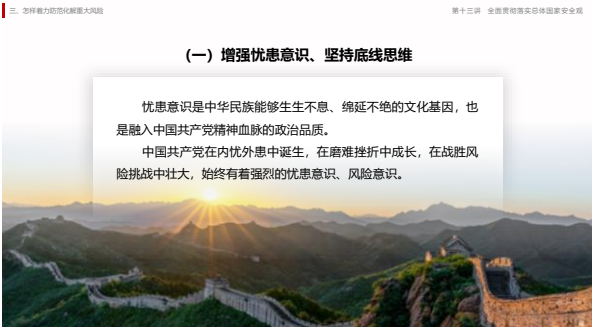 三、怎样着力防范化解重大风险
第十三讲 全面贯彻落实总体国家安全观
（一）增强忧患意识、坚持底线思维
忧患意识是中华民族能够生生不息、绵延不绝的文化基因，也
是融入中国共产党精神血脉的政治品质。
中国共产党在内忧外患中诞生，在磨难挫折中成长，在战胜风
险挑战中壮大，始终有着强烈的忧患意识、风险意识。